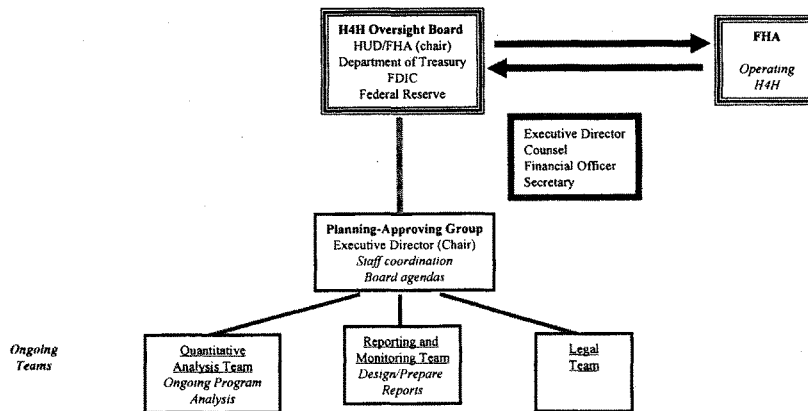 H4H Oversight Board
HUD/FHA (chair)
Department of Treasury
FDIC
Federal Reserve
FHA
Operating
H4H
Executive Director
Counsel
Financial Officer
Secretary
Planning-Approving Group
Executive Director (Chair)
Staff coordination
Board agendas
Ongoing
Teams
Quantitative
Analysis Team
Ongoing Program
Analysis
Reporting and
Monitoring Team
Design/Prepare
Reports
Legal
Team